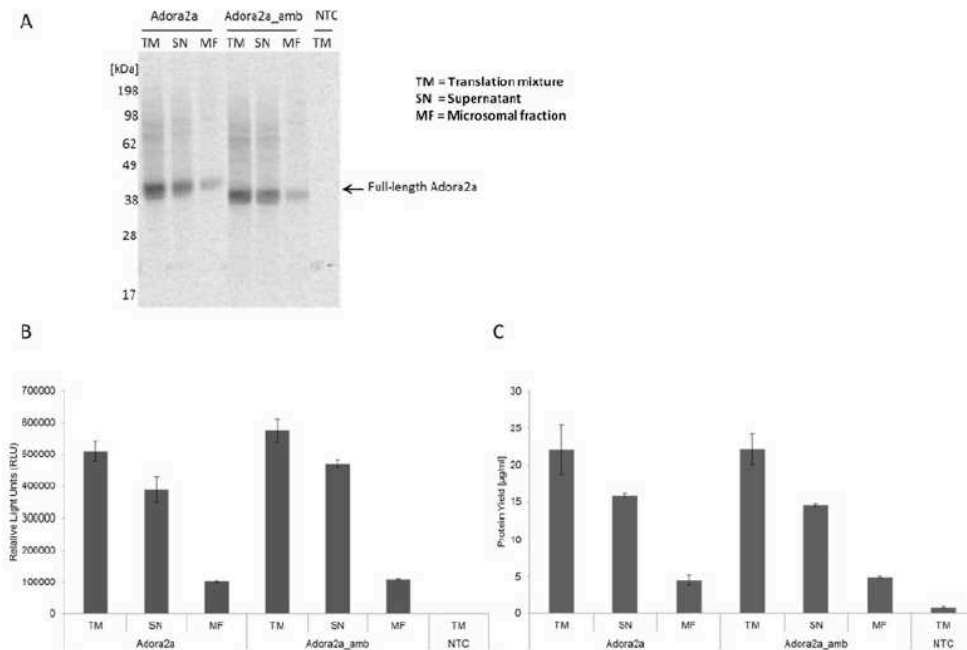 A
Adora2a Adora2a_amb NTC
TM SN MF TM SN MF TM
[kDa]
198
98
62
49
38
28
17
TM = Translation mixture
SN = Supernatant
MF = Microsomal fraction
Full-length Adora2a
B
Relative Light Units (RLU)
700000
600000
500000
400000
300000
200000
100000
0
TM SN MF TM SN MF TM
Adora2a Adora2a_amb NTC
C
Protein Yield [µg/ml]
30
25
20
15
10
5
0
TM SN MF TM SN MF TM
Adora2a Adora2a_amb NTC